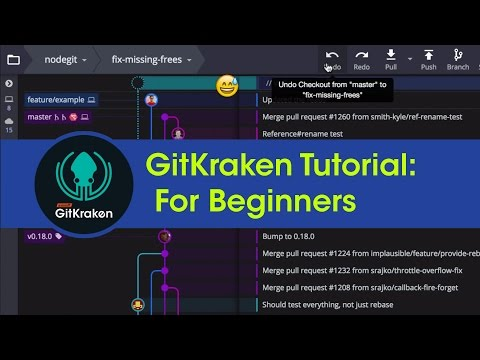 nodegit
fix-missing-frees
Undo
Redo
Pull
Push
Branch
Undo Checkout from "master" to
"fix-missing-frees"
8
15
feature/example
master
Merge pull request #1260 from smith-kyle/ref-rename-test
Reference#rename test
GitKraken Tutorial:
For Beginners
GitKraken
v0.18.0
Bump to 0.18.0
Merge pull request #1224 from implausible/feature/provide-reb
Merge pull request #1232 from srajko/throttle-overflow-fix
Merge pull request #1208 from srajko/callback-fire-forget
Should test everything, not just rebase